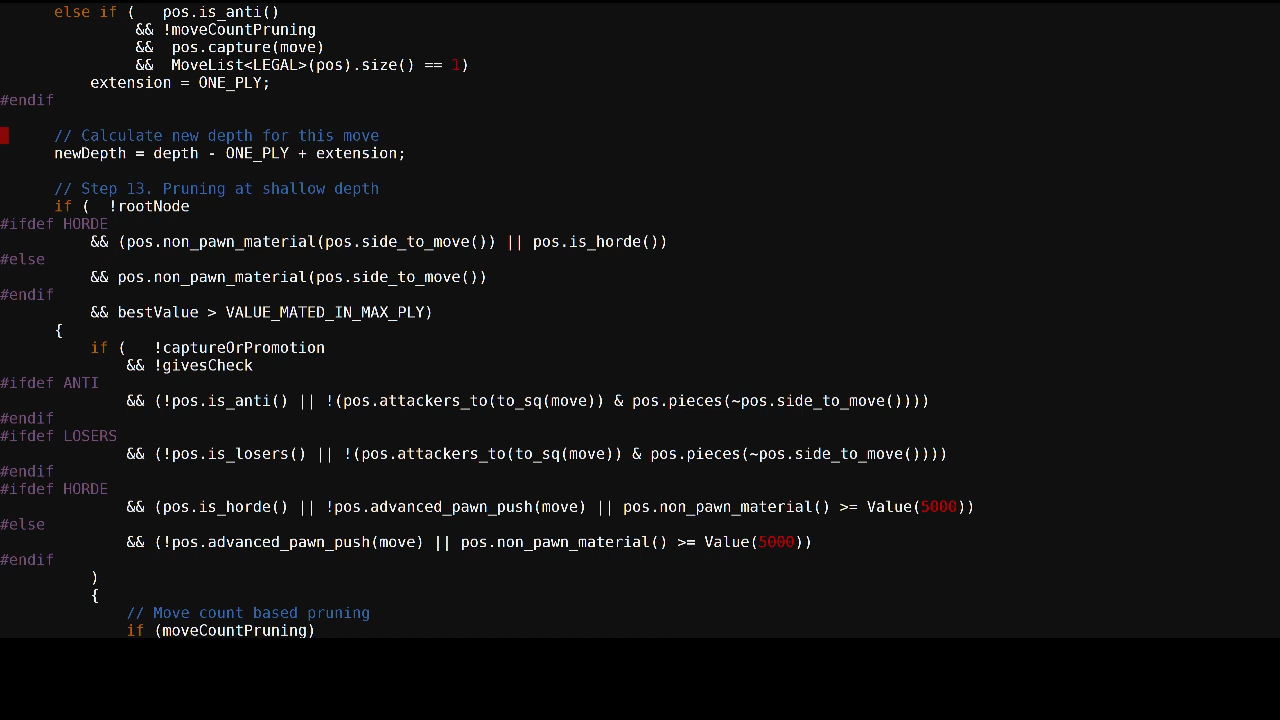 else if (   pos.is_anti()
&& !moveCountPruning
&&  pos.capture(move)
&&  MoveList<LEGAL>(pos).size() == 1)
extension = ONE_PLY;
#endif
// Calculate new depth for this move
newDepth = depth - ONE_PLY + extension;
// Step 13. Pruning at shallow depth
if (  !rootNode
#ifdef HORDE
&& (pos.non_pawn_material(pos.side_to_move()) || pos.is_horde())
#else
&& pos.non_pawn_material(pos.side_to_move())
#endif
&& bestValue > VALUE_MATED_IN_MAX_PLY)
{
if (   !captureOrPromotion
&& !givesCheck
#ifdef ANTI
&& (!pos.is_anti() || !(pos.attackers_to(to_sq(move)) & pos.pieces(~pos.side_to_move())))
#endif
#ifdef LOSERS
&& (!pos.is_losers() || !(pos.attackers_to(to_sq(move)) & pos.pieces(~pos.side_to_move())))
#endif
#ifdef HORDE
&& (pos.is_horde() || !pos.advanced_pawn_push(move) || pos.non_pawn_material() >= Value(5000))
#else
&& (!pos.advanced_pawn_push(move) || pos.non_pawn_material() >= Value(5000))
#endif
)
{
// Move count based pruning
if (moveCountPruning)